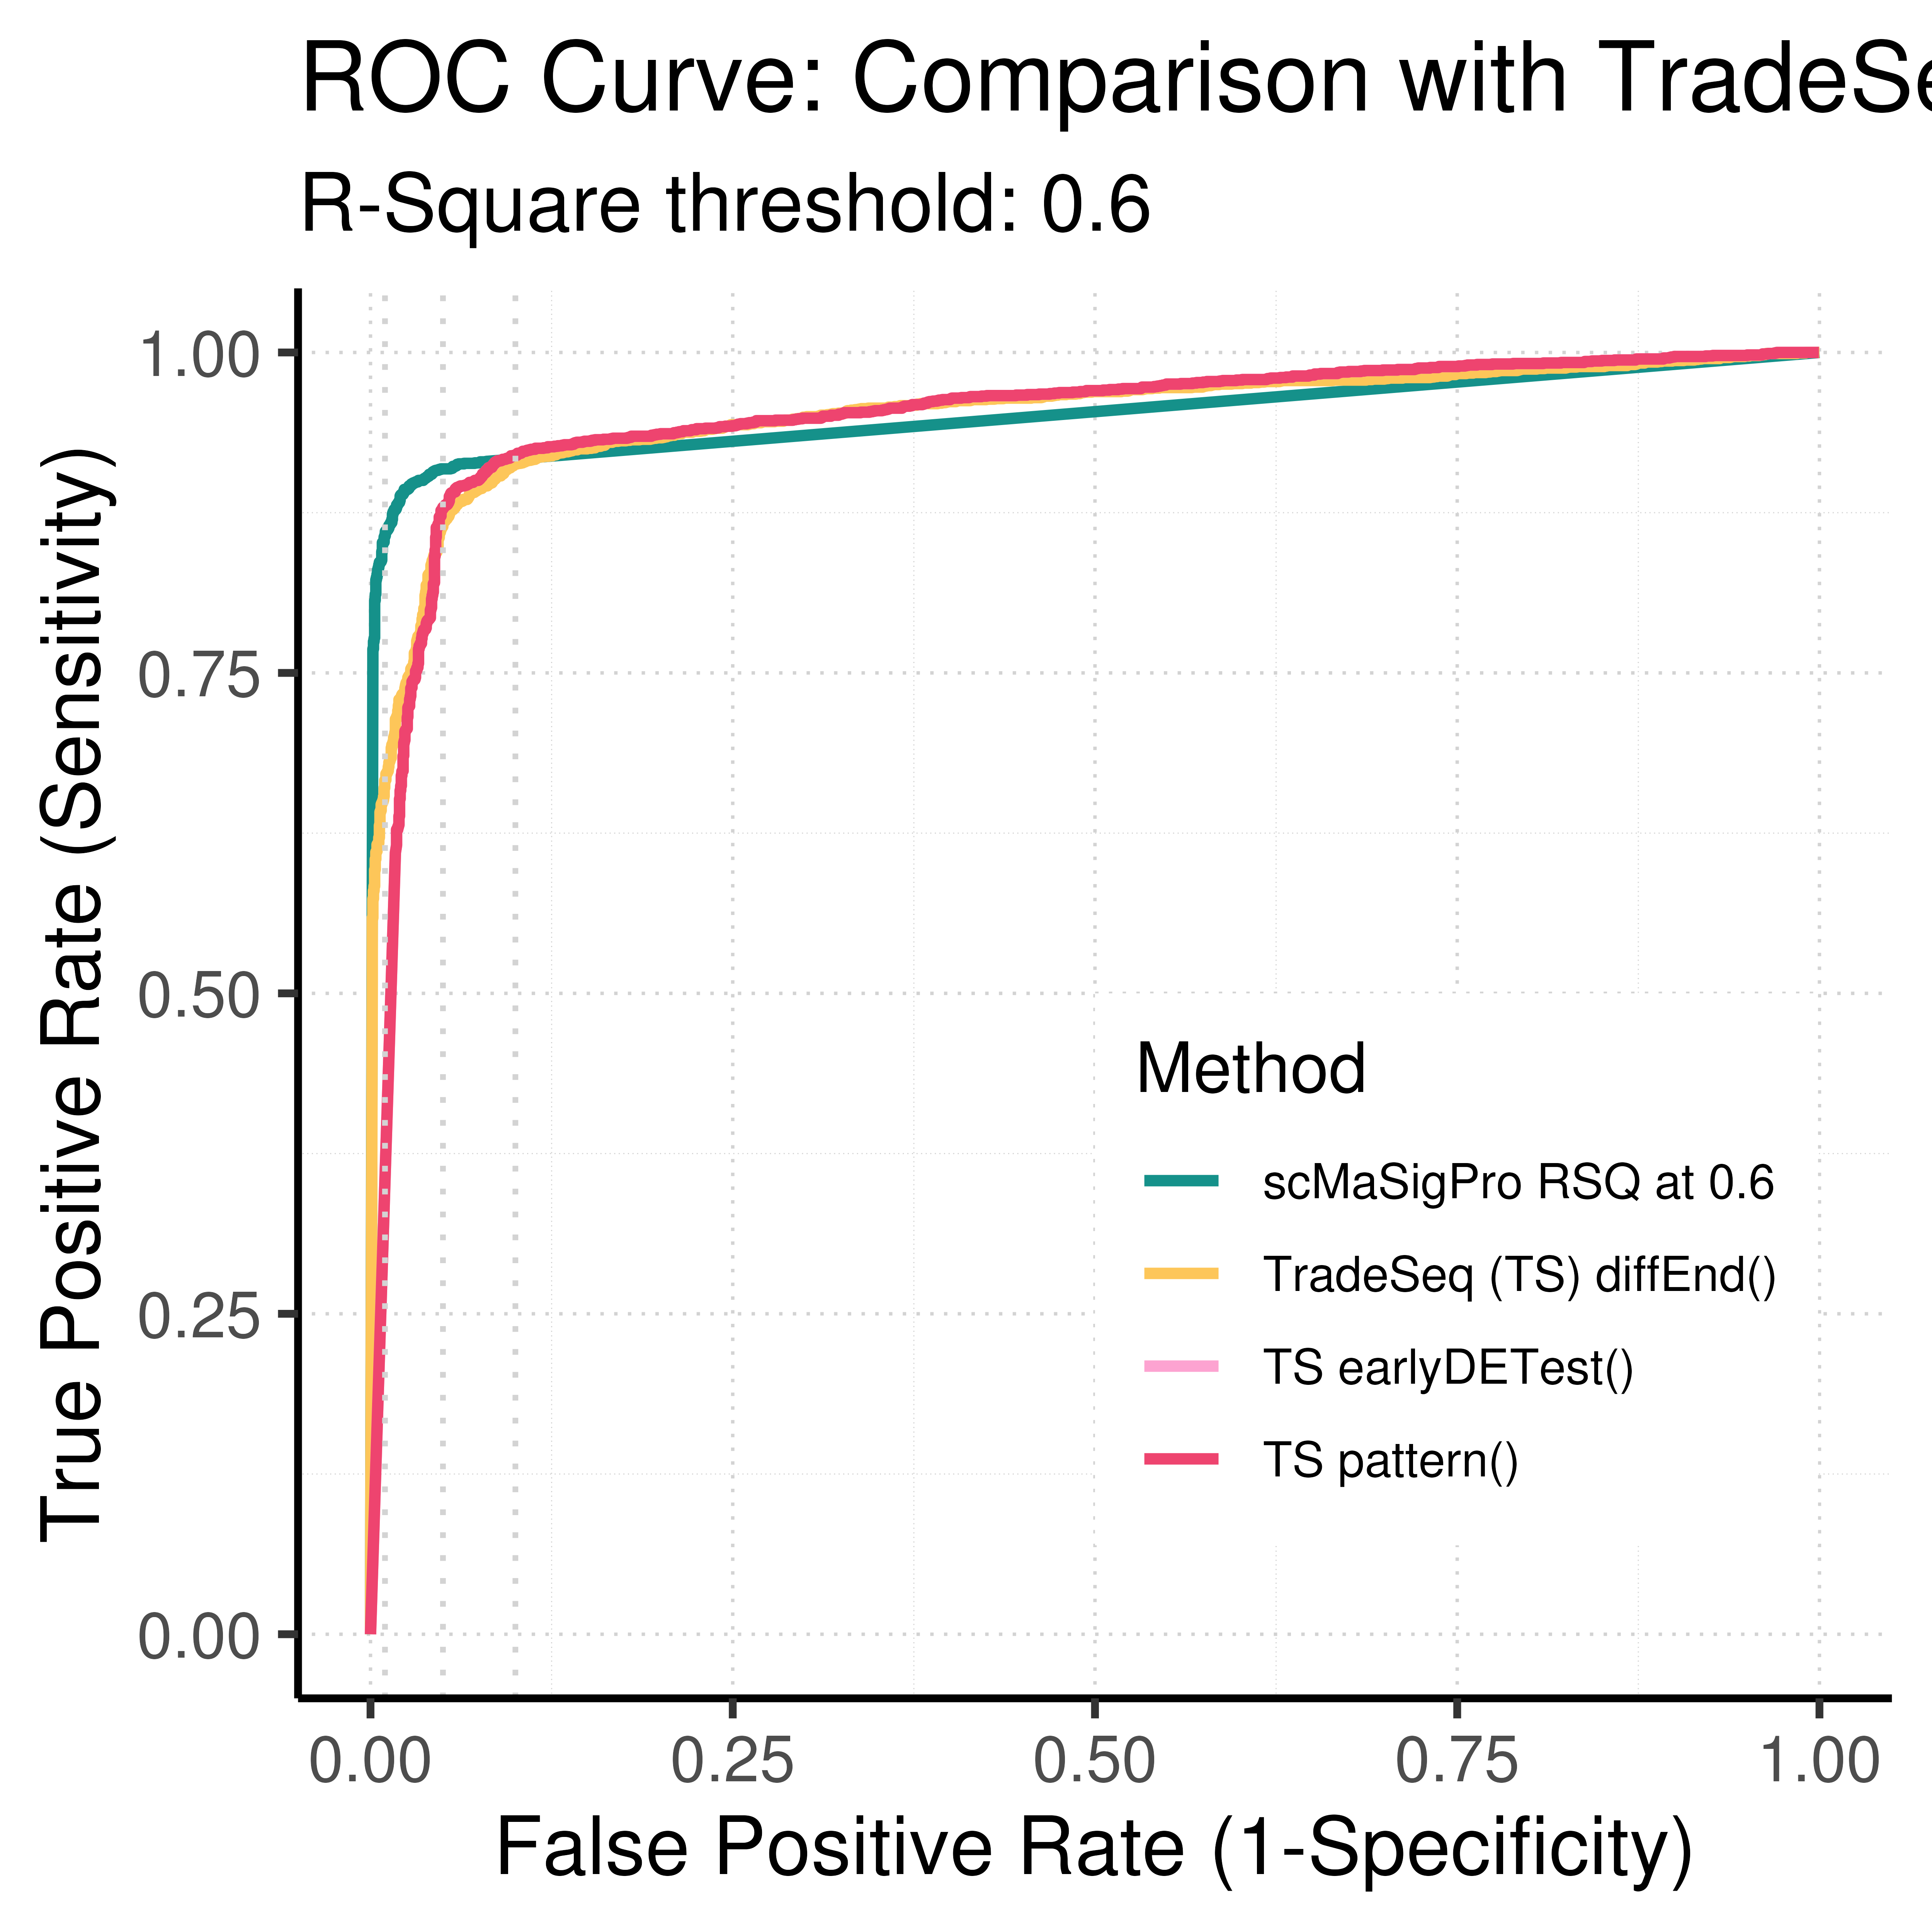 ROC Curve: Comparison with TradeSe
R-Square threshold: 0.6
True Positive Rate (Sensitivity)
1.00
0.75
0.50
0.25
0.00
Method
scMaSigPro RSQ at 0.6
TradeSeq (TS) diffEnd()
TS earlyDETest()
TS pattern()
0.00 0.25 0.50 0.75 1.00
False Positive Rate (1-Specificity)